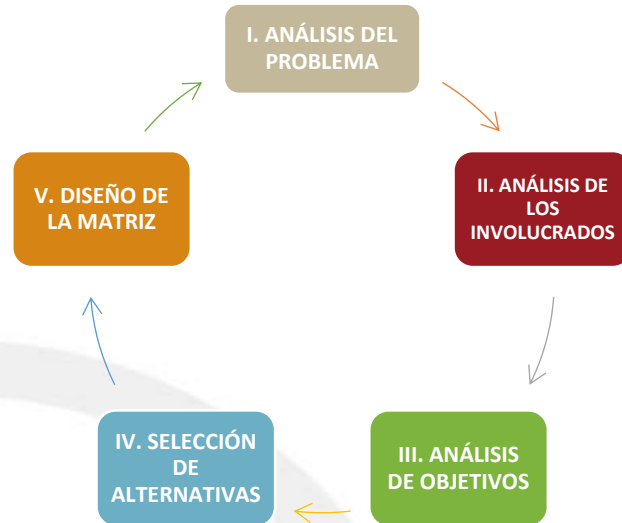 I. ANÁLISIS DEL
PROBLEMA
II. ANÁLISIS DE
LOS
INVOLUCRADOS
III. ANÁLISIS
DE OBJETIVOS
IV. SELECCIÓN
DE
ALTERNATIVAS
V. DISEÑO DE
LA MATRIZ